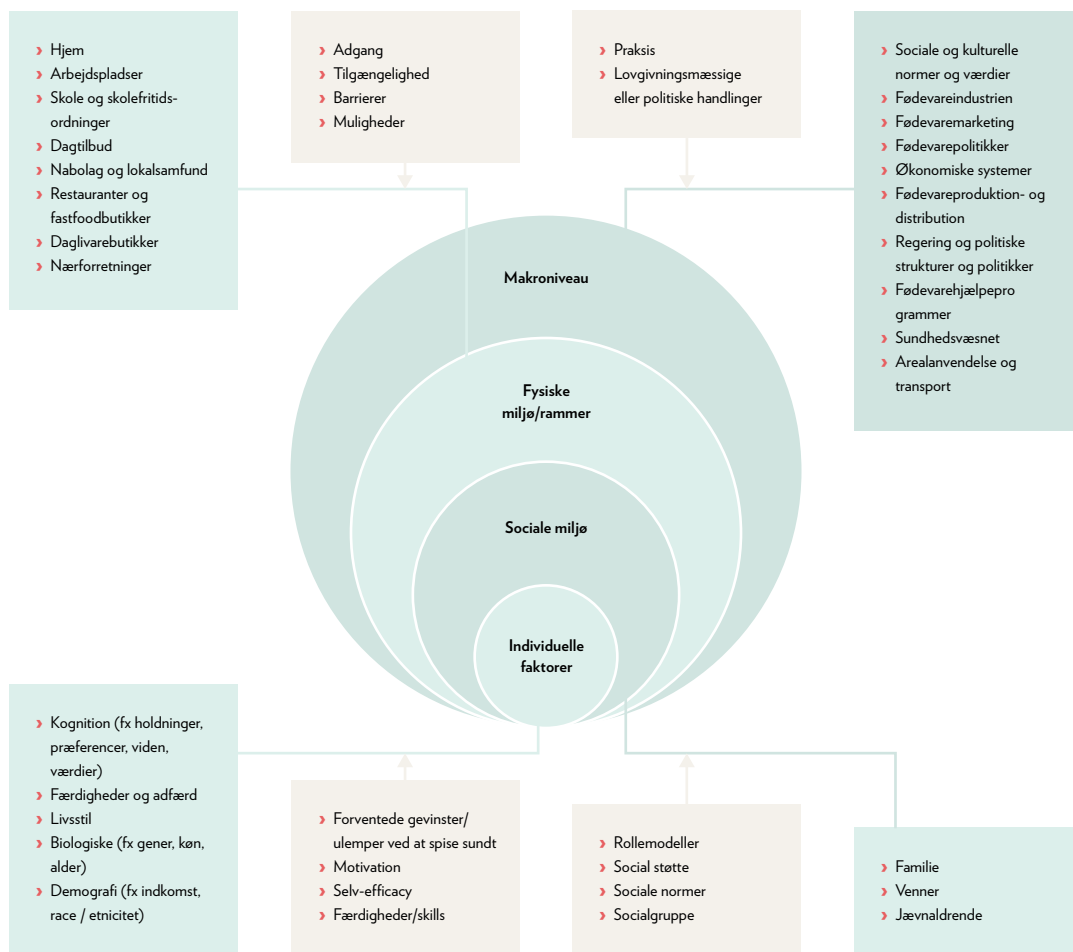 › Hjem
› Arbejdspladser
› Skole og skolefritids-
ordninger
› Dagtilbud
› Nabolag og lokalsamfund
› Restauranter og
fastfoodbutikker
› Daglivarebutikker
› Nærforretninger
› Adgang
› Tilgængelighed
› Barrierer
› Muligheder
› Praksis
› Lovgivningsmæssige
eller politiske handlinger
› Sociale og kulturelle
normer og værdier
› Fødevareindustrien
› Fødevaremarketing
› Fødevarepolitikker
› Økonomiske systemer
› Fødevareproduktion- og
distribution
› Regering og politiske
strukturer og politikker
› Fødevarehjælpepro
grammer
› Sundhedsvæsnet
› Arealanvendelse og
transport
Makroniveau
Fysiske
miljø/rammer
Sociale miljø
Individuelle
faktorer
› Kognition (fx holdninger,
præferencer, viden,
værdier)
› Færdigheder og adfærd
› Livsstil
› Biologiske (fx gener, køn,
alder)
› Demografi (fx indkomst,
race / etnicitet)
› Forventede gevinster/
ulemper ved at spise sundt
› Motivation
› Selv-efficacy
› Færdigheder/skills
› Rollemodeller
› Social støtte
› Sociale normer
› Socialgruppe
› Familie
› Venner
› Jævnaldrende